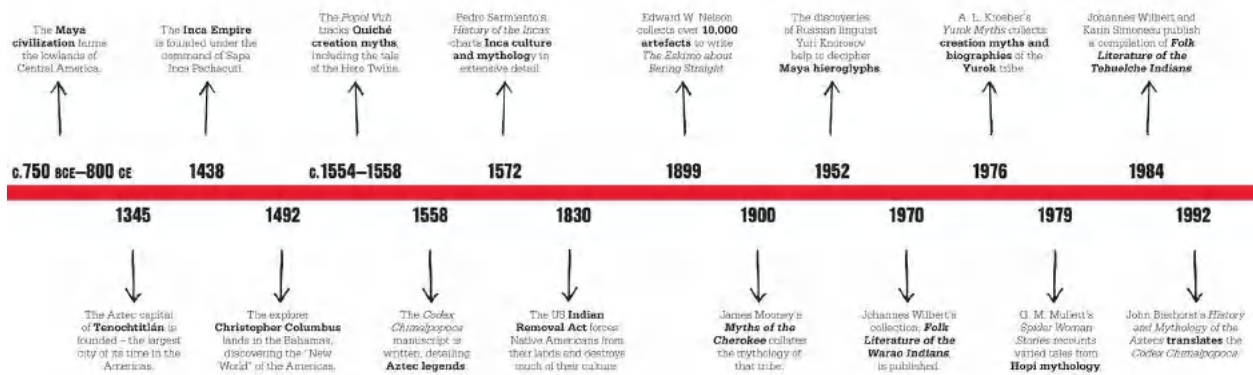 The Maya
civilization farms
the lowlands of
Central America.
The Inca Empire
is founded under the
command of Sapa
Inca Pachacuti.
The Popol Vuh
tracks Quiché
creation myths,
including the tale
of the Hero Twins.
Pedro Sarmiento's
History of the Incas
charts Inca culture
and mythology in
extensive detail.
Edward W. Nelson
collects over 10,000
artefacts to write
The Eskimo about
Bering Straight
The discoveries
of Russian linguist
Yuri Knorosov
help to decipher
Maya hieroglyphs
A. L. Kroeber's
Yurok Myths collects
creation myths and
biographies of the
Yurok tribe
Johannes Wilbert and
Karin Simoneau publish
a compilation of Folk
Literature of the
Tehuelche Indians
c.750 BCE–800 CE
1438
c.1554–1558
1572
1899
1952
1976
1984
1345
1492
1558
1830
1900
1970
1979
1992
The Aztec capital
of Tenochtitlán is
founded – the largest
city of its time in the
Americas.
The explorer
Christopher Columbus
lands in the Bahamas,
discovering the "New
World" of the Americas.
The Codex
Chimalpopoca
manuscript is
written, detailing
Aztec legends
The US Indian
Removal Act forces
Native Americans from
their lands and destroys
much of their culture
James Mooney's
Myths of the
Cherokee collates
the mythology of
that tribe.
Johannes Wilbert's
collection, Folk
Literature of the
Warao Indians,
is published.
G. M. Mullett's
Spider Woman
Stories recounts
varied tales from
Hopi mythology
John Bierhorst's History
and Mythology of the
Aztecs translates the
Codex Chimalpopoca